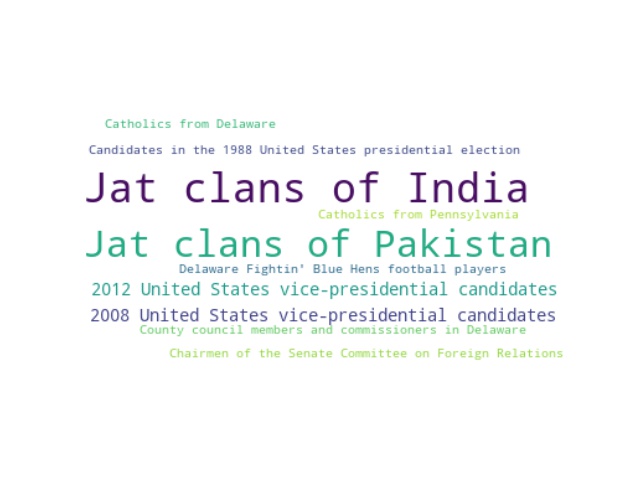 Catholics from Delaware
Candidates in the 1988 United States presidential election
Jat clans of India
Catholics from Pennsylvania
Jat clans of Pakistan
Delaware Fightin' Blue Hens football players
2012 United States vice-presidential candidates
2008 United States vice-presidential candidates
County council members and commissioners in Delaware
Chairmen of the Senate Committee on Foreign Relations